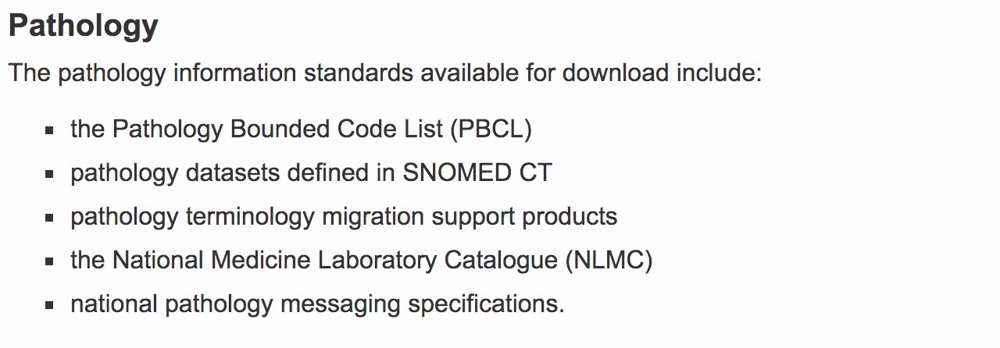 Pathology
The pathology information standards available for download include:
▪ the Pathology Bounded Code List (PBCL)
▪ pathology datasets defined in SNOMED CT
▪ pathology terminology migration support products
▪ the National Medicine Laboratory Catalogue (NLMC)
▪ national pathology messaging specifications.